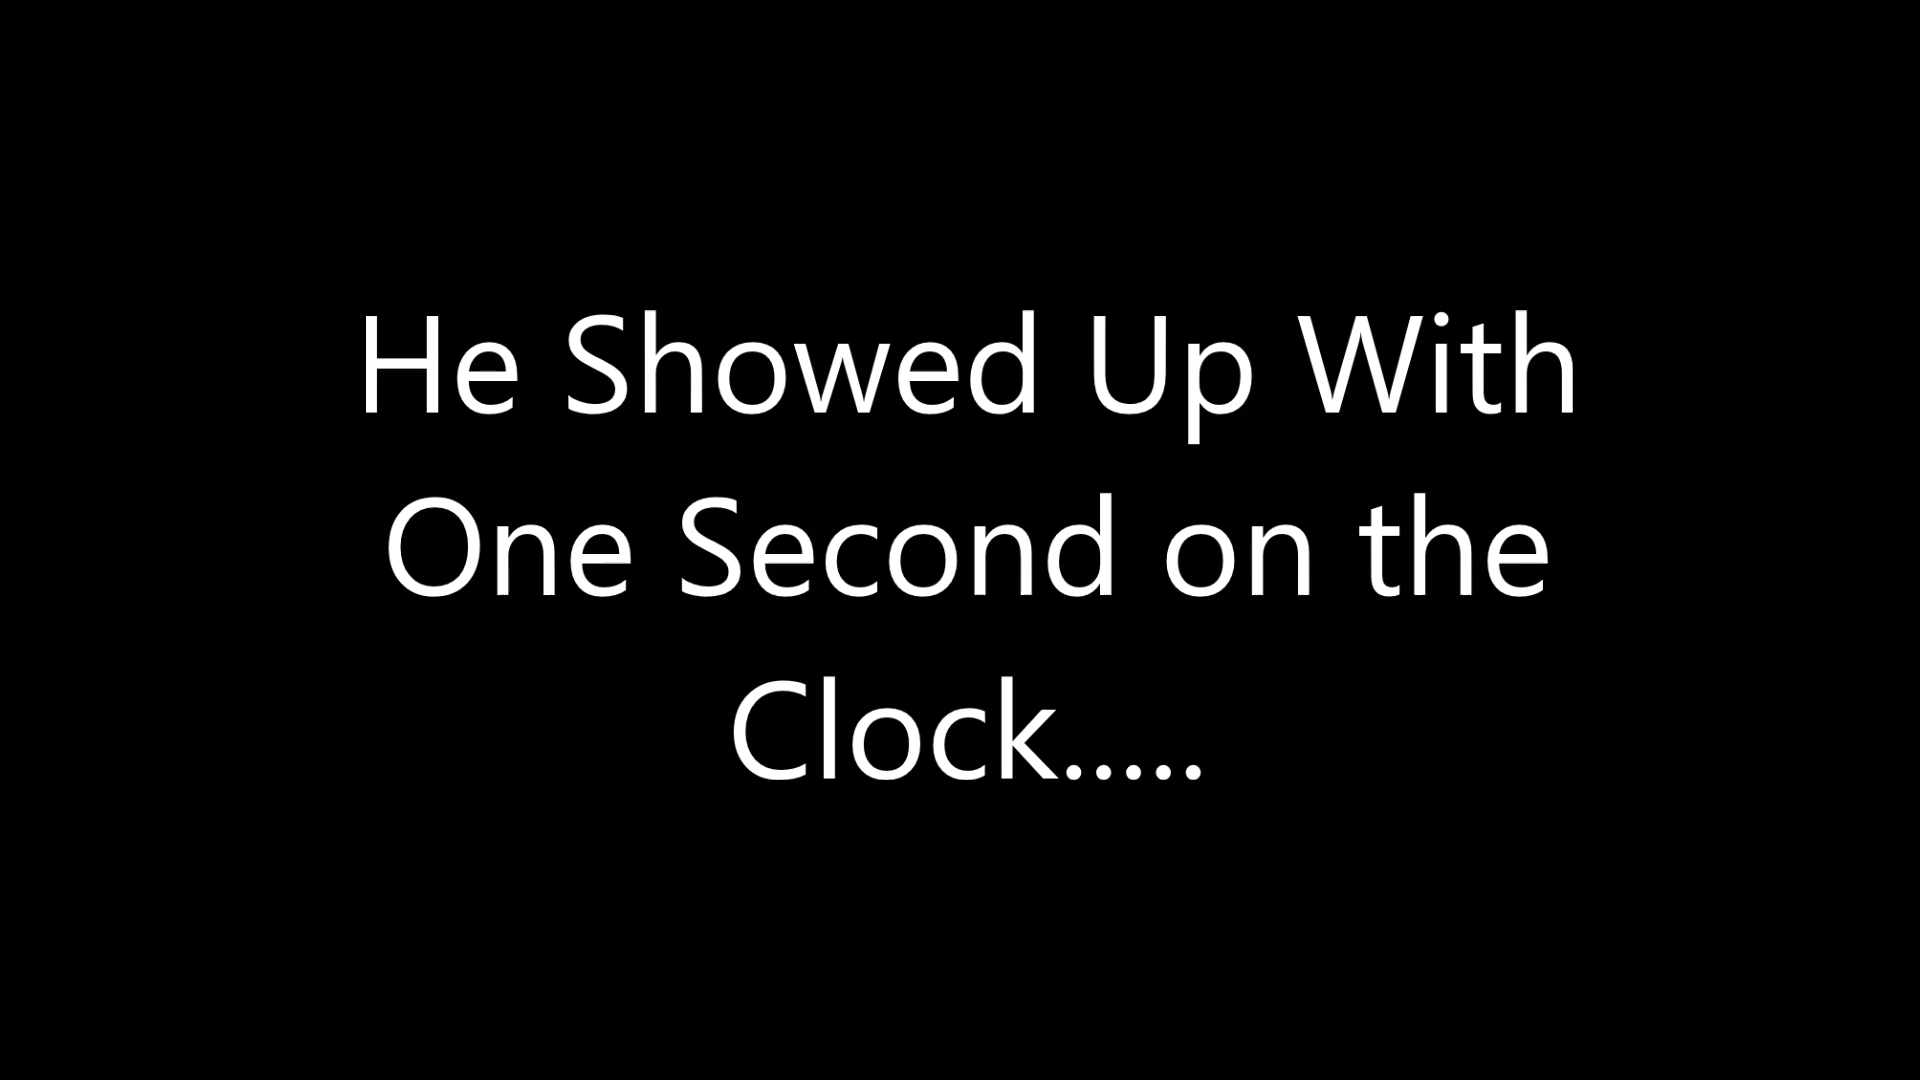 He Showed Up With
One Second on the
Clock.....